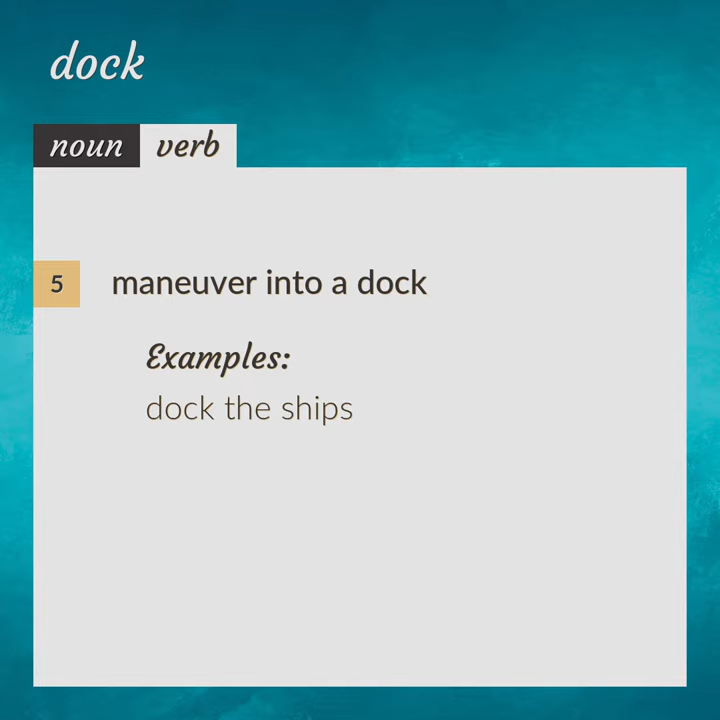 dock
noun verb
5 maneuver into a dock
Examples:
dock the ships